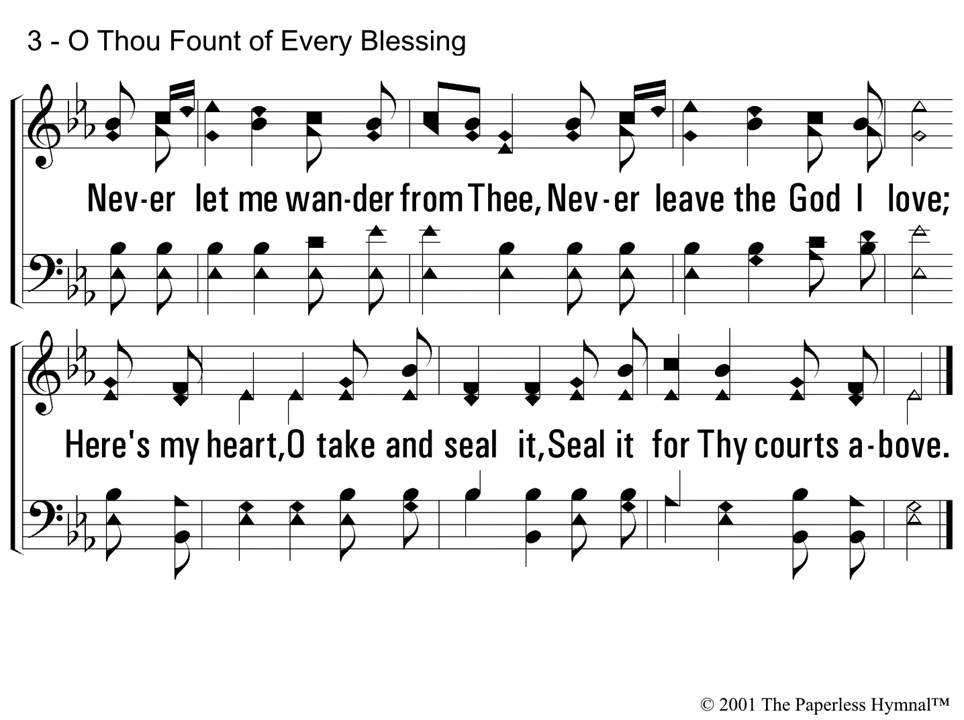 3 - O Thou Fount of Every Blessing
Nev-er let me wan-der from Thee, Nev-er leave the God I love;
Here's my heart, O take and seal it, Seal it for Thy courts a-bove.
© 2001 The Paperless Hymnal™